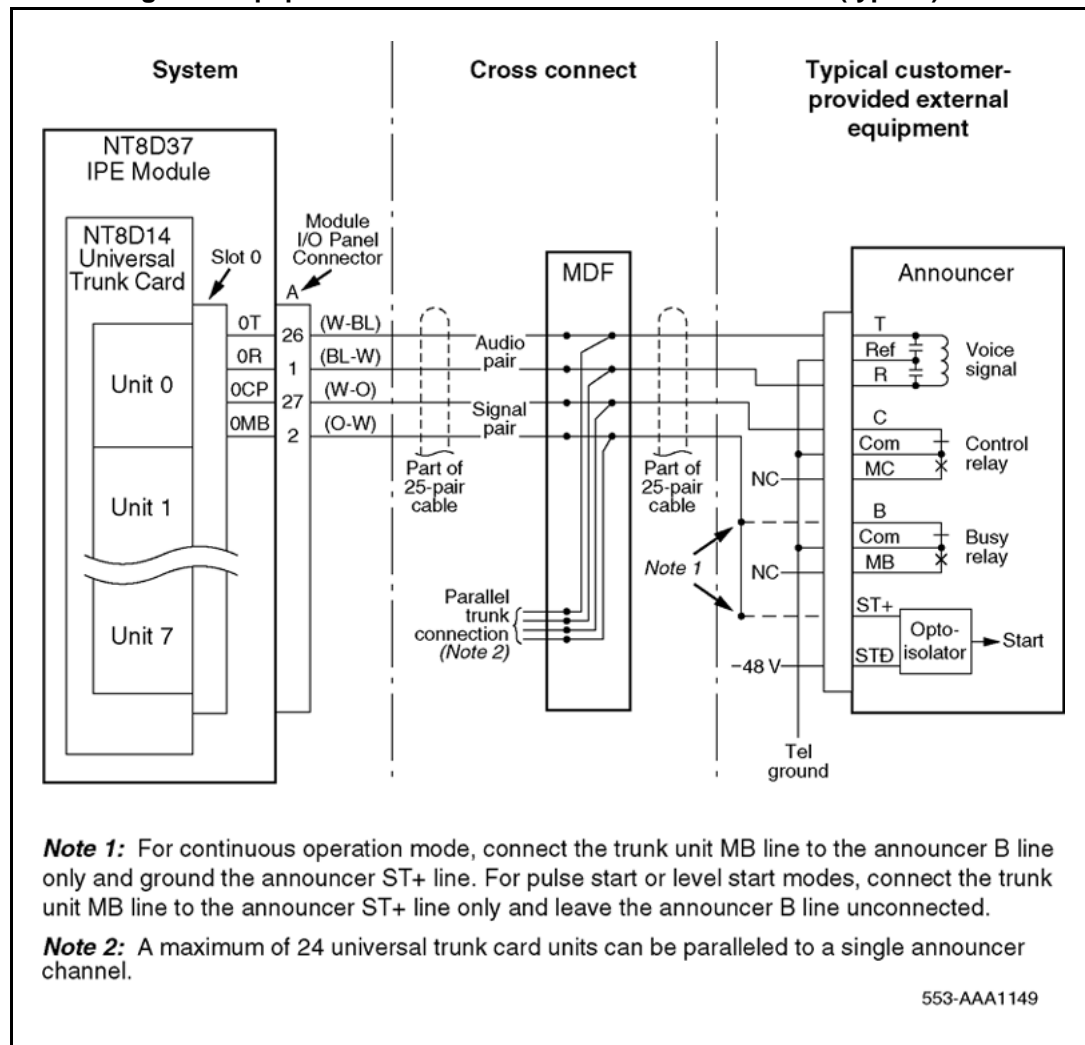 System
Cross connect
Typical customer-
provided external
equipment
NT8D37
IPE Module
NT8D14
Universal
Trunk Card
Slot 0
Module
I/O Panel
Connector
A
MDF
Announcer
Unit 0
Unit 1
Unit 7
0T
0R
0CP
0MB
26
1
27
2
(W-BL)
(BL-W)
(W-O)
(O-W)
Audio
pair
Signal
pair
Part of
25-pair
cable
Part of
25-pair
cable
Parallel
trunk
connection
(Note 2)
Note 1
NC
NC
−48 V
Tel
ground
T
Ref
R
Voice
signal
C
Com
MC
Control
relay
B
Com
MB
Busy
relay
ST+
STÐ
Opto-
isolator
Start
Note 1: For continuous operation mode, connect the trunk unit MB line to the announcer B line
only and ground the announcer ST+ line. For pulse start or level start modes, connect the trunk
unit MB line to the announcer ST+ line only and leave the announcer B line unconnected.
Note 2: A maximum of 24 universal trunk card units can be paralleled to a single announcer
channel.
553-AAA1149